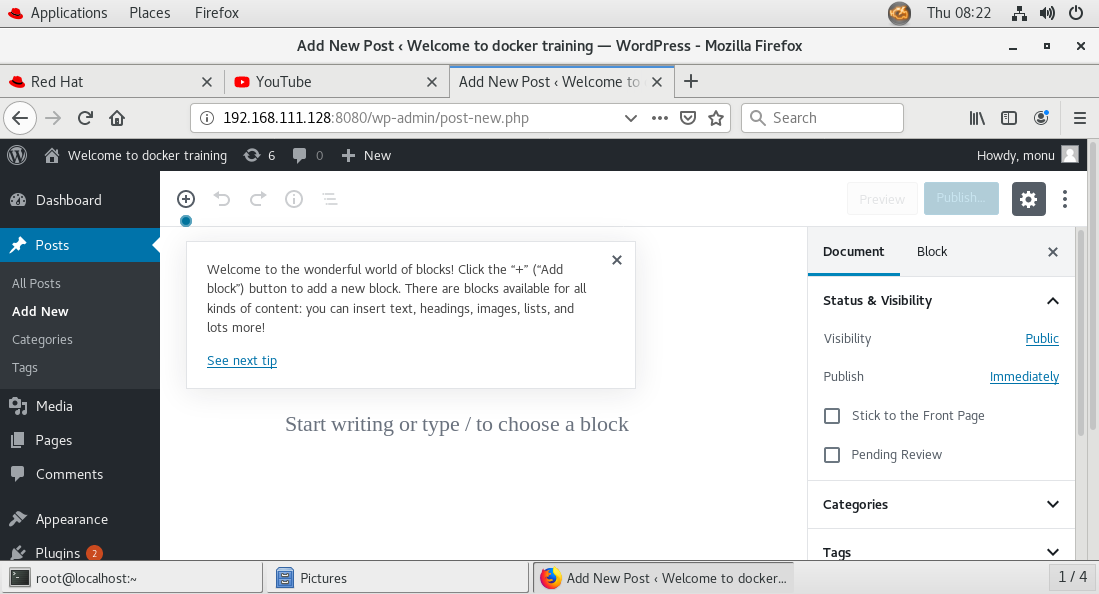 Applications Places Firefox Thu 08:22
Add New Post ‹ Welcome to docker training — WordPress - Mozilla Firefox
Red Hat YouTube Add New Post ‹ Welcome to
192.168.111.128:8080/wp-admin/post-new.php Search
Welcome to docker training 6 0 New Howdy, monu
Dashboard
Posts
All Posts
Add New
Categories
Tags
Media
Pages
Comments
Appearance
Plugins 2
Preview Publish...
Welcome to the wonderful world of blocks! Click the “+” (“Add
block”) button to add a new block. There are blocks available for all
kinds of content: you can insert text, headings, images, lists, and
lots more!
See next tip
Start writing or type / to choose a block
Document Block
Status & Visibility
Visibility Public
Publish Immediately
Stick to the Front Page
Pending Review
Categories
Tags
root@localhost:~ Pictures Add New Post ‹ Welcome to docker... 1 / 4